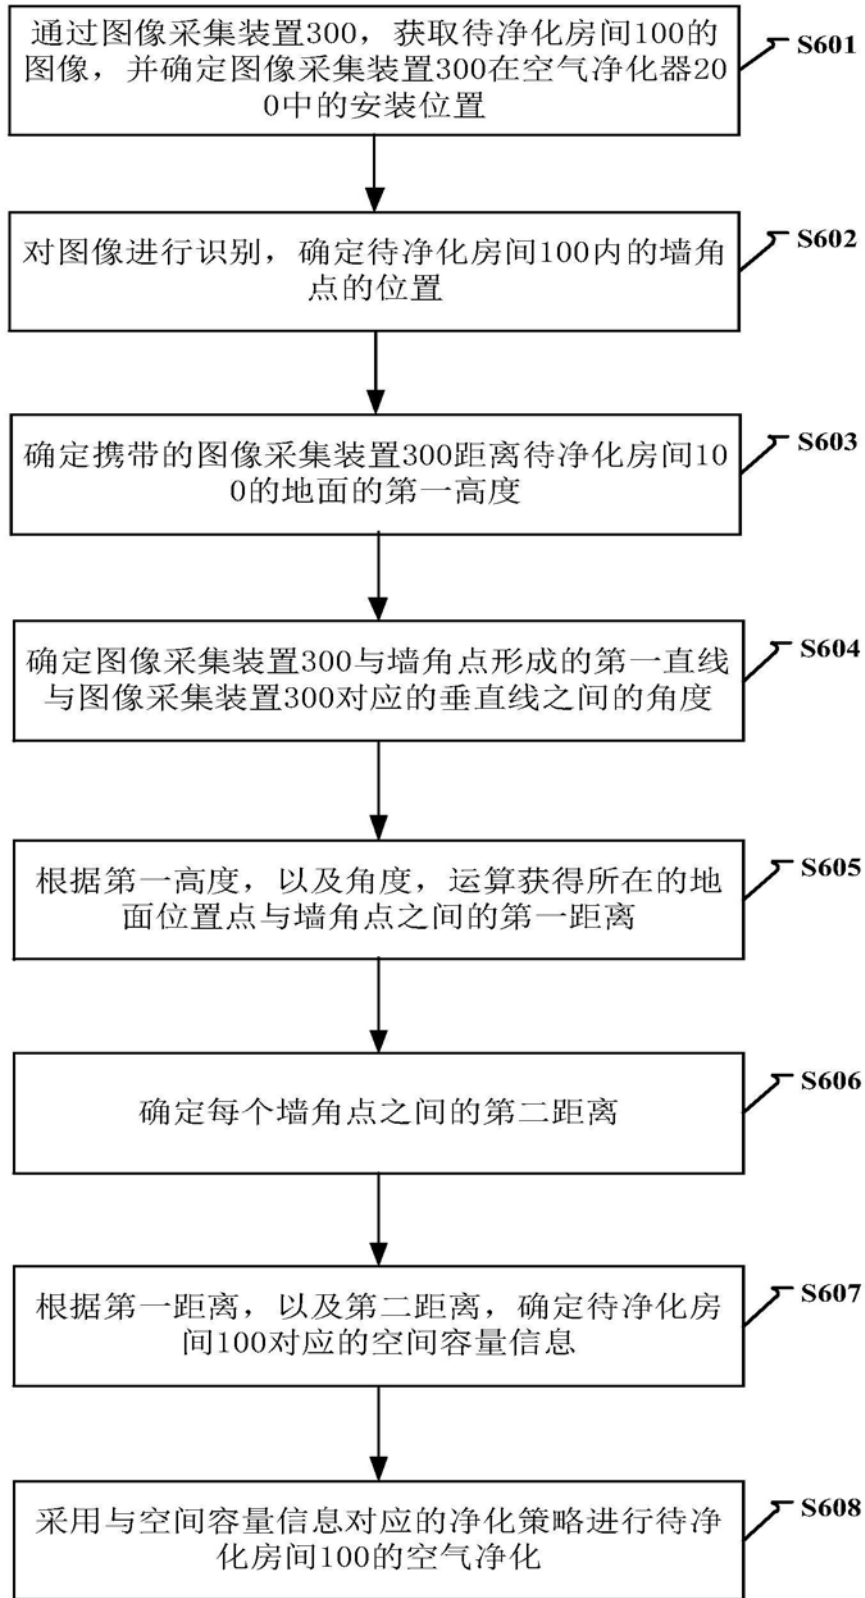 通过图像采集装置300，获取待净化房间100的
图像，并确定图像采集装置300在空气净化器20
0中的安装位置
S601
对图像进行识别，确定待净化房间100内的墙角
点的位置
S602
确定携带的图像采集装置300距离待净化房间10
0的地面的第一高度
S603
确定图像采集装置300与墙角点形成的第一直线
与图像采集装置300对应的垂直线之间的角度
S604
根据第一高度，以及角度，运算获得所在的地
面位置点与墙角点之间的第一距离
S605
确定每个墙角点之间的第二距离
S606
根据第一距离，以及第二距离，确定待净化房
间100对应的空间容量信息
S607
采用与空间容量信息对应的净化策略进行待净
化房间100的空气净化
S608